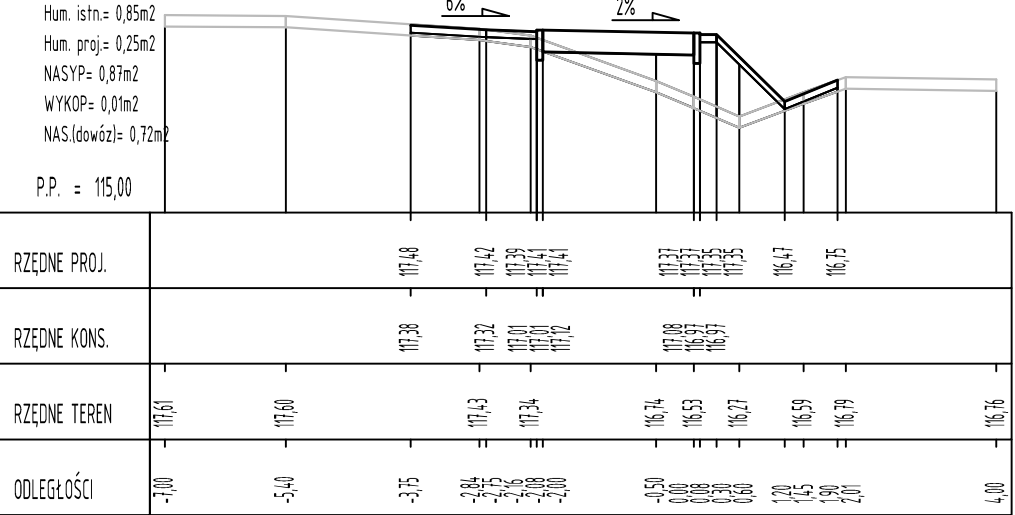 Hum. istn.= 0,85m2
6%
2%
Hum. proj.= 0,25m2
NASYP= 0,87m2
WYKOP= 0,01m2
NAS.(dowóz)= 0,72m2
P.P. = 115,00
RZĘDNE PROJ. 117,48 117,42 117,39 117,41 117,41 117,37 117,37 117,35 117,35 116,47 116,75
RZĘDNE KONS. 117,38 117,32 117,01 117,01 117,12 117,08 116,97 116,97
RZĘDNE TEREN 117,61 117,60 117,43 117,34 116,74 116,53 116,27 116,59 116,79 116,76
ODLEGŁOŚCI -7,00 -5,40 -3,75 -2,84 -2,75 -2,16 -2,08 -2,00 -0,50 0,00 0,08 0,30 0,60 1,20 1,45 1,90 2,01 4,00